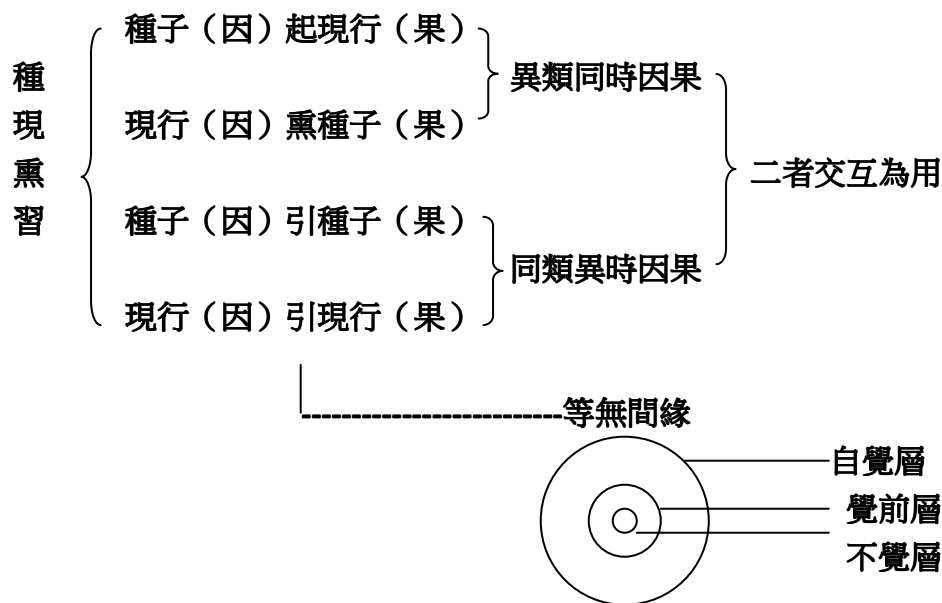 種現熏習
種子（因）起現行（果）
現行（因）熏種子（果）
異類同時因果
種子（因）引種子（果）
現行（因）引現行（果）
同類異時因果
二者交互為用
等無間緣
自覺層
覺前層
不覺層